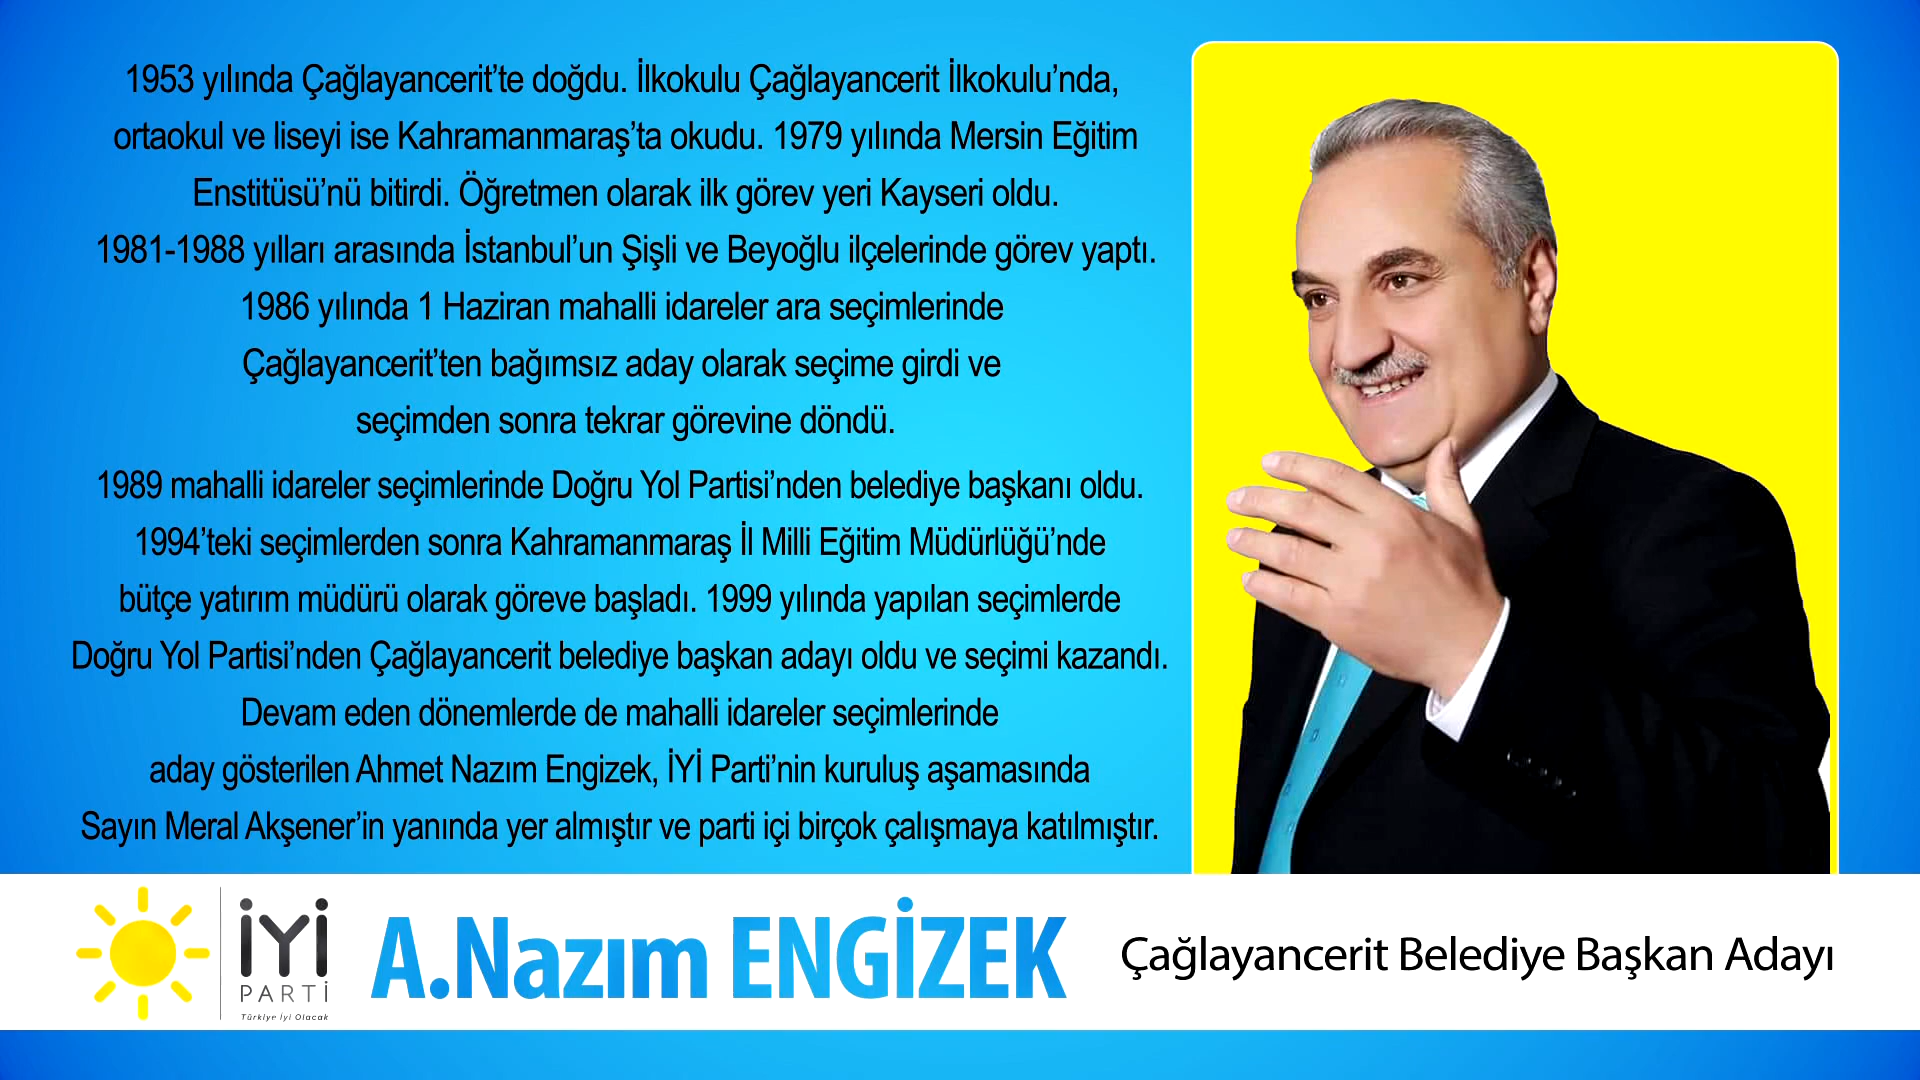 1953 yılında Çağlayancerit’te doğdu. İlkokulu Çağlayancerit İlkokulu’nda,
ortaokul ve liseyi ise Kahramanmaraş’ta okudu. 1979 yılında Mersin Eğitim
Enstitüsü’nü bitirdi. Öğretmen olarak ilk görev yeri Kayseri oldu.
1981-1988 yılları arasında İstanbul’un Şişli ve Beyoğlu ilçelerinde görev yaptı.
1986 yılında 1 Haziran mahalli idareler ara seçimlerinde
Çağlayancerit’ten bağımsız aday olarak seçime girdi ve
seçimden sonra tekrar görevine döndü.
1989 mahalli idareler seçimlerinde Doğru Yol Partisi’nden belediye başkanı oldu.
1994’teki seçimlerden sonra Kahramanmaraş İl Milli Eğitim Müdürlüğü’nde
bütçe yatırım müdürü olarak göreve başladı. 1999 yılında yapılan seçimlerde
Doğru Yol Partisi’nden Çağlayancerit belediye başkan adayı oldu ve seçimi kazandı.
Devam eden dönemlerde de mahalli idareler seçimlerinde
aday gösterilen Ahmet Nazım Engizek, İYİ Parti’nin kuruluş aşamasında
Sayın Meral Akşener’in yanında yer almıştır ve parti içi birçok çalışmaya katılmıştır.
İYİ
PARTİ
Türkiye İyi Olacak
A.Nazım ENGİZEK
Çağlayancerit Belediye Başkan Adayı